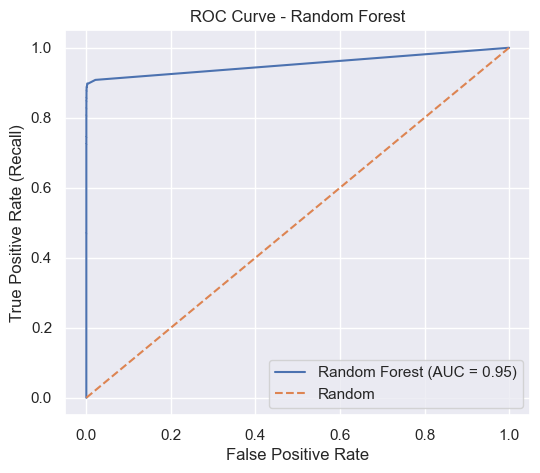 ROC Curve - Random Forest
True Positive Rate (Recall)
1.0
0.8
0.6
0.4
0.2
0.0
0.0 0.2 0.4 0.6 0.8 1.0
False Positive Rate
Random Forest (AUC = 0.95)
Random